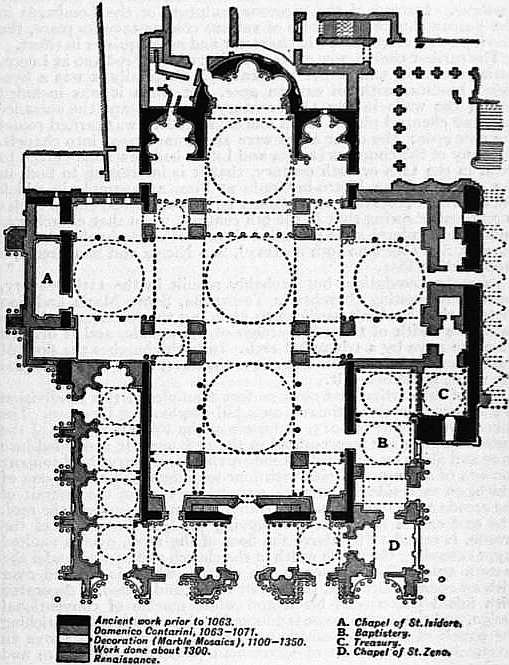 A
C
B
D
Ancient work prior to 1063.
Domenico Contarini, 1063-1071.
Decoration (Marble Mosaics), 1100-1350.
Work done about 1300.
Renaissance.
A. Chapel of St. Isidore.
B. Baptistery.
C. Treasury.
D. Chapel of St. Zeno.